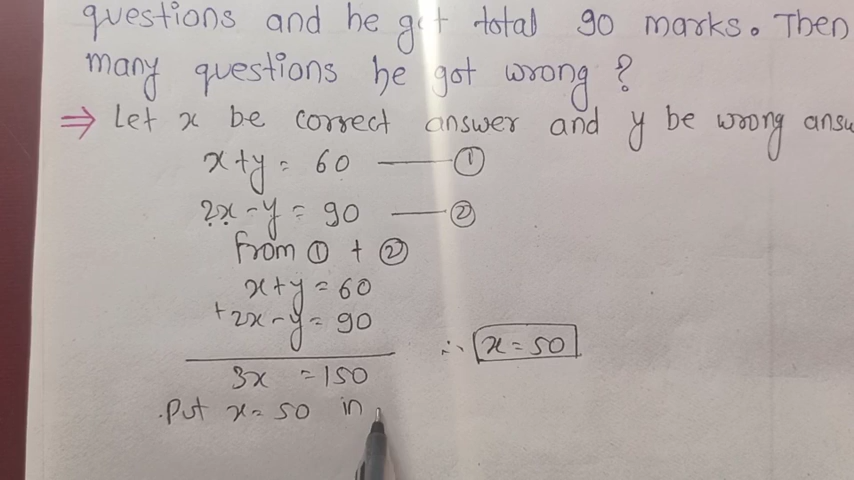 questions and he got total 90 marks. Then
many questions he got wrong ?
⇒ Let x be correct answer and y be wrong answ
x+y = 60 —— ①
2x - y = 90 —— ②
From ① + ②
x+y = 60
+ 2x - y = 90
3x = 150
∴ x = 50
Put x = 50 in